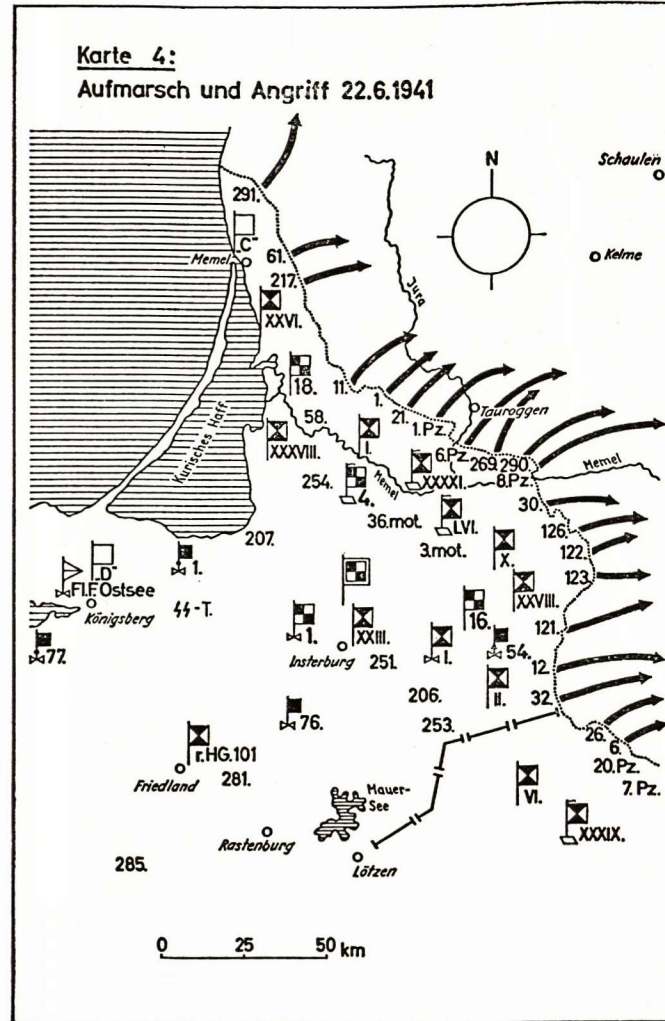 Karte 4:
Aufmarsch und Angriff 22.6.1941
N
Schaulen
291.
„C"
Memel
61.
Kelme
217.
Jura
XXVI.
18.
11.
1.
21.
Tauroggen
58.
1.Pz.
Kurisches Haff
XXXVIII.
I.
6.Pz.
269.
290.
8.Pz.
Memel
XXXXI.
254.
4.
Memel
30.
36.mot.
LVI.
126.
207.
3.mot.
X.
122.
1.
„D"
Fl.F.Ostsee
123.
XXVIII.
Königsberg
44-T.
16.
121.
1.
XXIII.
77.
Insterburg
251.
I.
54.
12.
II.
206.
32.
76.
253.
26.
r.HG.101
6.
Friedland
281.
20.Pz.
Mauer-
See
VI.
7. Pz.
XXXIX.
Rastenburg
Lötzen
285.
0 25 50 km